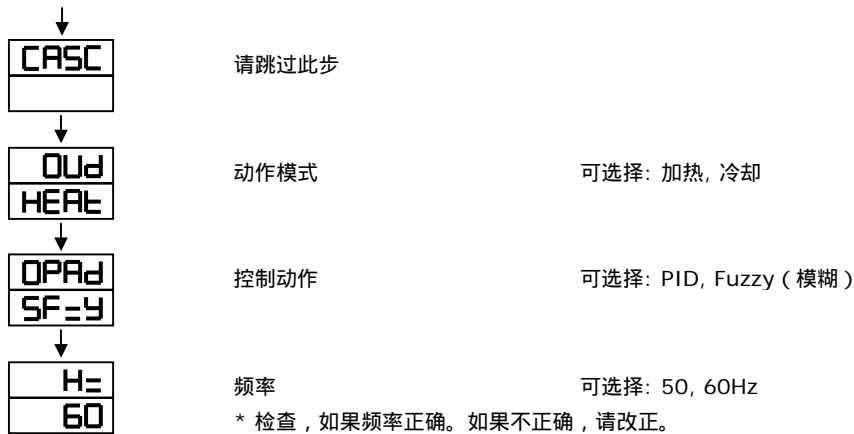 CASC 请跳过此步
OUd 动作模式 可选择: 加热, 冷却
HEAt
OPAd 控制动作 可选择: PID, Fuzzy ( 模糊 )
SF=Y
H= 频率 可选择: 50, 60Hz
60 * 检查 , 如果频率正确。如果不正确 , 请改正。